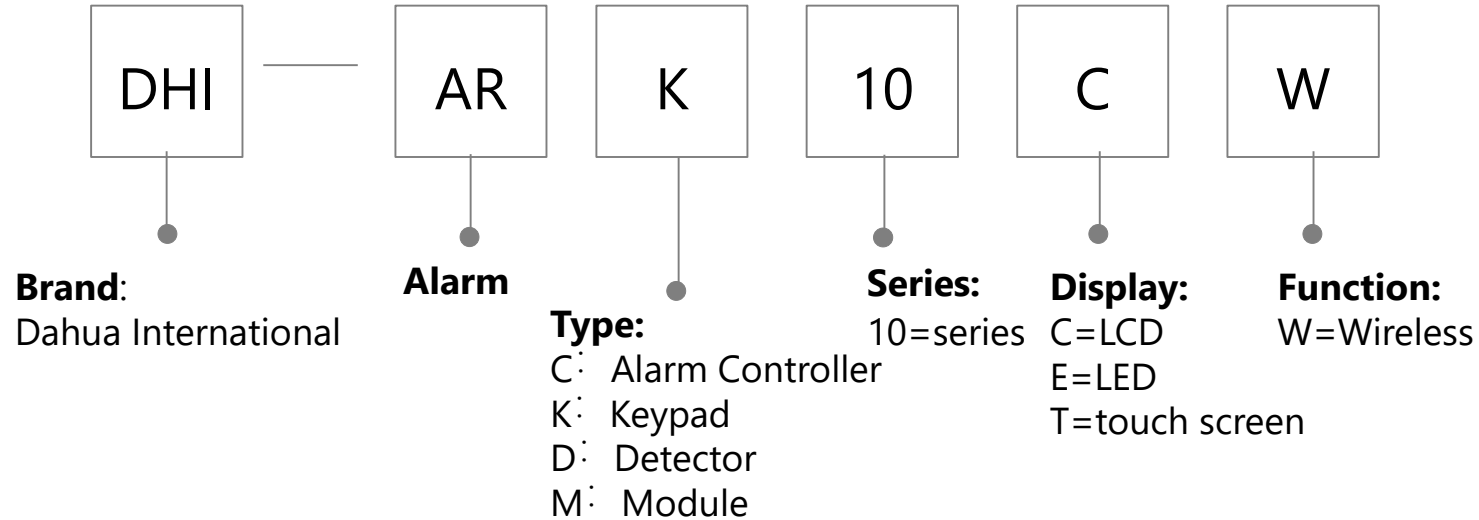 DHI — AR K 10 C W
Brand:
Dahua International
Alarm
Type:
C: Alarm Controller
K: Keypad
D: Detector
M: Module
Series:
10=series
Display:
C=LCD
E=LED
T=touch screen
Function:
W=Wireless